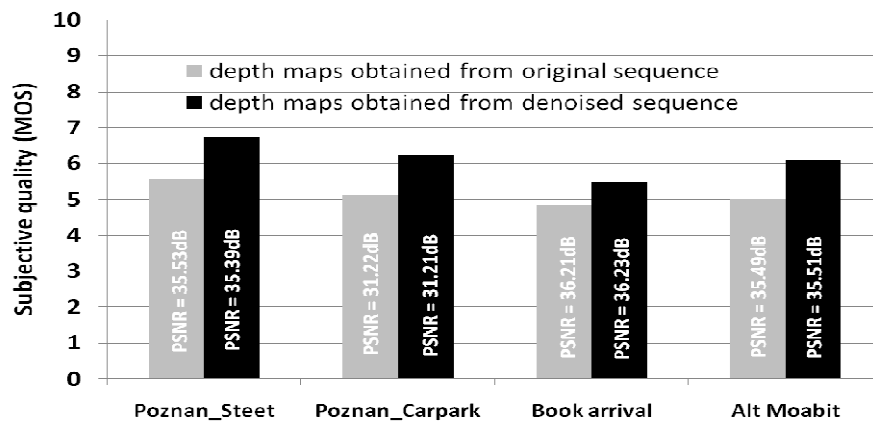 10
9
8
7
6
5
4
3
2
1
0
Subjective quality (MOS)
depth maps obtained from original sequence
depth maps obtained from denoised sequence
PSNR = 35.53dB
PSNR = 35.39dB
PSNR = 31.22dB
PSNR = 31.21dB
PSNR = 36.21dB
PSNR = 36.23dB
PSNR = 35.49dB
PSNR = 35.51dB
Poznan_Steet
Poznan_Carpark
Book arrival
Alt Moabit